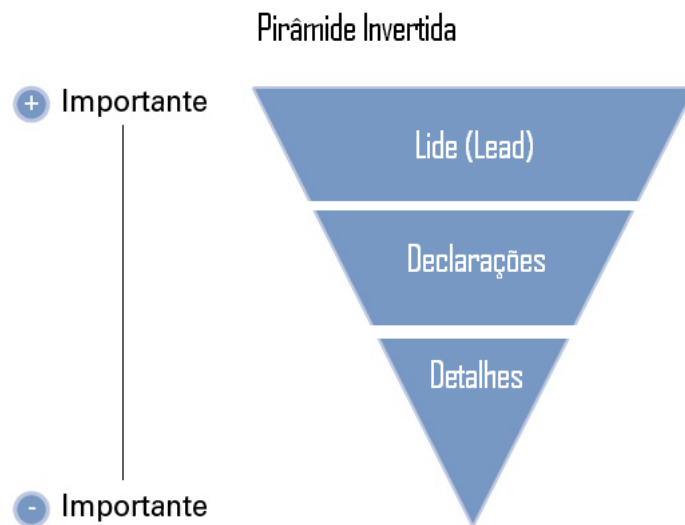 Pirâmide Invertida
+ Importante
Lide (Lead)
Declarações
Detalhes
- Importante